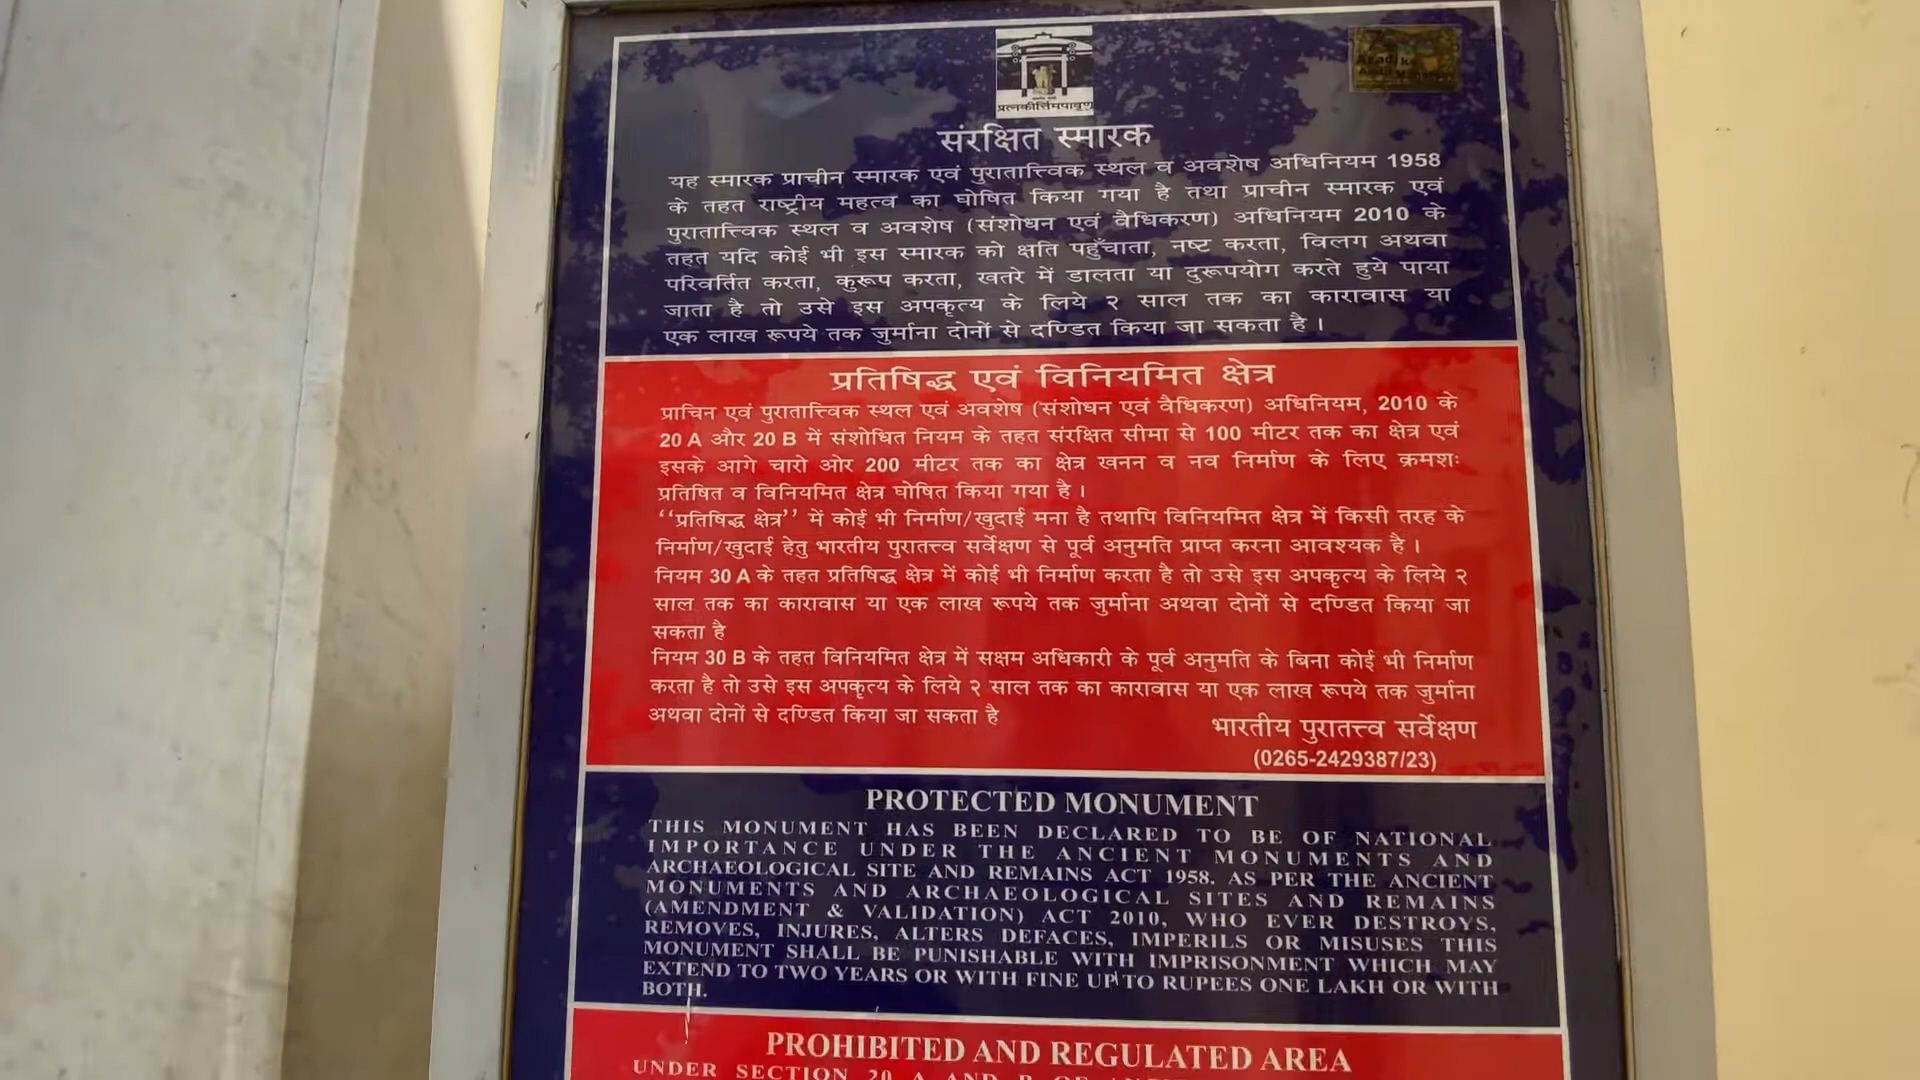 प्रत्नकीर्त्तिमपावृणु
संरक्षित स्मारक
यह स्मारक प्राचीन स्मारक एवं पुरातात्त्विक स्थल व अवशेष अधिनियम 1958
के तहत राष्ट्रीय महत्व का घोषित किया गया है तथा प्राचीन स्मारक एवं
पुरातात्त्विक स्थल व अवशेष (संशोधन एवं वैधिकरण) अधिनियम 2010 के
तहत यदि कोई भी इस स्मारक को क्षति पहुँचाता, नष्ट करता, विलग अथवा
परिवर्तित करता, कुरूप करता, खतरे में डालता या दुरूपयोग करते हुये पाया
जाता है तो उसे इस अपकृत्य के लिये २ साल तक का कारावास या
एक लाख रूपये तक जुर्माना दोनों से दण्डित किया जा सकता है ।
प्रतिषिद्ध एवं विनियमित क्षेत्र
प्राचिन एवं पुरातात्त्विक स्थल एवं अवशेष (संशोधन एवं वैधिकरण) अधिनियम, 2010 के
20 A और 20 B में संशोधित नियम के तहत संरक्षित सीमा से 100 मीटर तक का क्षेत्र एवं
इसके आगे चारो ओर 200 मीटर तक का क्षेत्र खनन व नव निर्माण के लिए क्रमशः
प्रतिषित व विनियमित क्षेत्र घोषित किया गया है ।
‘‘प्रतिषिद्ध क्षेत्र’’ में कोई भी निर्माण/खुदाई मना है तथापि विनियमित क्षेत्र में किसी तरह के
निर्माण/खुदाई हेतु भारतीय पुरातत्त्व सर्वेक्षण से पूर्व अनुमति प्राप्त करना आवश्यक है ।
नियम 30 A के तहत प्रतिषिद्ध क्षेत्र में कोई भी निर्माण करता है तो उसे इस अपकृत्य के लिये २
साल तक का कारावास या एक लाख रूपये तक जुर्माना अथवा दोनों से दण्डित किया जा
सकता है
नियम 30 B के तहत विनियमित क्षेत्र में सक्षम अधिकारी के पूर्व अनुमति के बिना कोई भी निर्माण
करता है तो उसे इस अपकृत्य के लिये २ साल तक का कारावास या एक लाख रूपये तक जुर्माना
अथवा दोनों से दण्डित किया जा सकता है
भारतीय पुरातत्त्व सर्वेक्षण
(0265-2429387/23)
PROTECTED MONUMENT
THIS MONUMENT HAS BEEN DECLARED TO BE OF NATIONAL
IMPORTANCE UNDER THE ANCIENT MONUMENTS AND
ARCHAEOLOGICAL SITE AND REMAINS ACT 1958. AS PER THE ANCIENT
MONUMENTS AND ARCHAEOLOGICAL SITES AND REMAINS
(AMENDMENT & VALIDATION) ACT 2010, WHO EVER DESTROYS,
REMOVES, INJURES, ALTERS DEFACES, IMPERILS OR MISUSES THIS
MONUMENT SHALL BE PUNISHABLE WITH IMPRISONMENT WHICH MAY
EXTEND TO TWO YEARS OR WITH FINE UP TO RUPEES ONE LAKH OR WITH
BOTH.
PROHIBITED AND REGULATED AREA
UNDER SECTION 20 A AND B OF